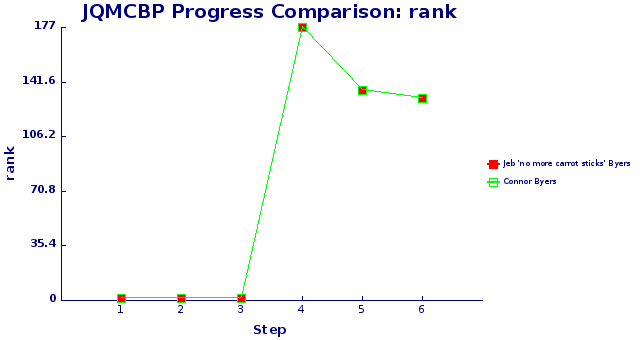 JQMCBP Progress Comparison: rank
177
141.6
106.2
70.8
35.4
0
rank
1 2 3 4 5 6
Step
Jeb 'no more carrot sticks' Byers
Connor Byers